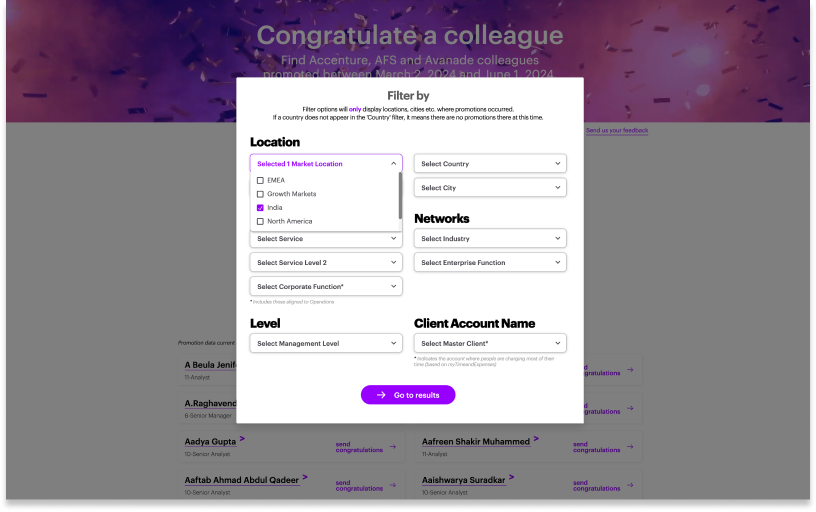 Congratulate a colleague
Find Accenture, AFS and Avanade colleagues
promoted between March 2, 2024 and June 1, 2024
Send us your feedback
Filter by
Filter options will only display locations, cities etc. where promotions occurred.
If a country does not appear in the 'Country' filter, it means there are no promotions there at this time.
Location
Selected 1 Market Location
Select Country
EMEA
Select City
Growth Markets
India
North America
Networks
Select Service
Select Industry
Select Service Level 2
Select Enterprise Function
Select Corporate Function*
* Includes these aligned to Operations
Level
Client Account Name
Select Management Level
Select Master Client*
* Indicates the account where people are charging most of their
time (based on myTimeandExpenses)
Go to results
Promotion data current
A Beula Jenif
11-Analyst
gratulations
A.Raghavend
6-Senior Manager
gratulations
Aadya Gupta >
10-Senior Analyst
send
congratulations
Aafreen Shakir Muhammed >
11-Analyst
send
congratulations
Aaftab Ahmad Abdul Qadeer >
10-Senior Analyst
send
congratulations
Aaishwarya Suradkar >
10-Senior Analyst
send
congratulations